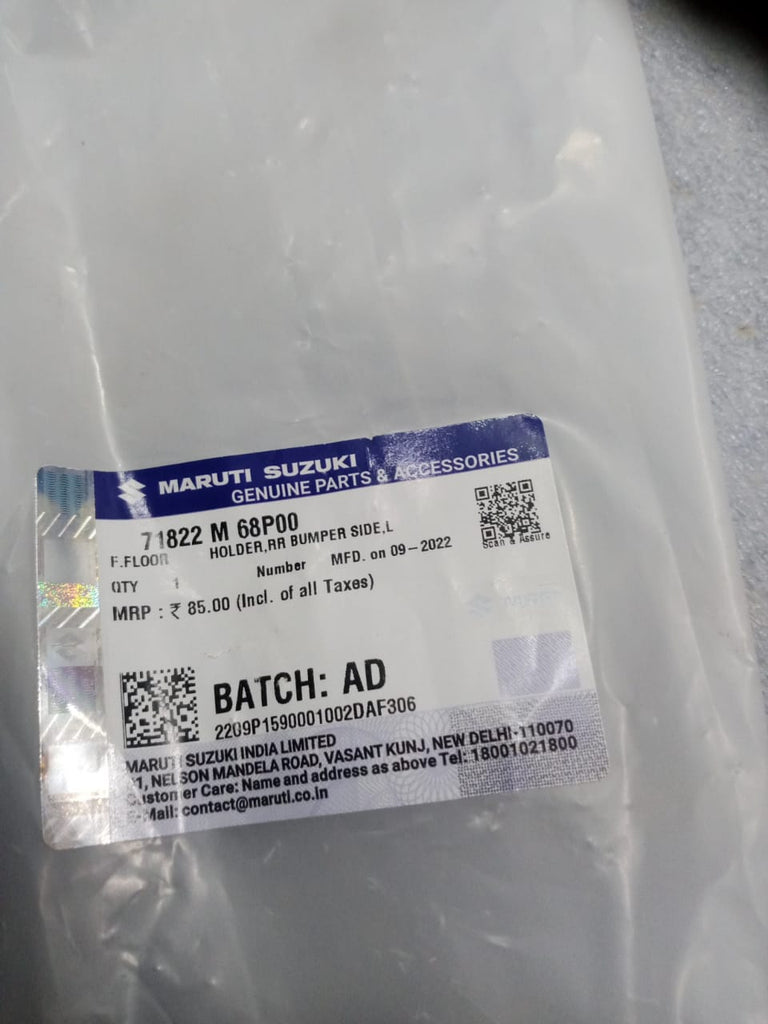 MARUTI SUZUKI
GENUINE PARTS & ACCESSORIES
71822 M 68P00
F.FLOOR HOLDER,RR BUMPER SIDE,L
QTY 1 Number MFD. on 09-2022
MRP : ₹ 85.00 (Incl. of all Taxes)
Scan & Assure
BATCH: AD
2209P1590001002DAF306
MARUTI SUZUKI INDIA LIMITED
1, NELSON MANDELA ROAD, VASANT KUNJ, NEW DELHI-110070
Customer Care: Name and address as above Tel: 18001021800
E-Mail: contact@maruti.co.in